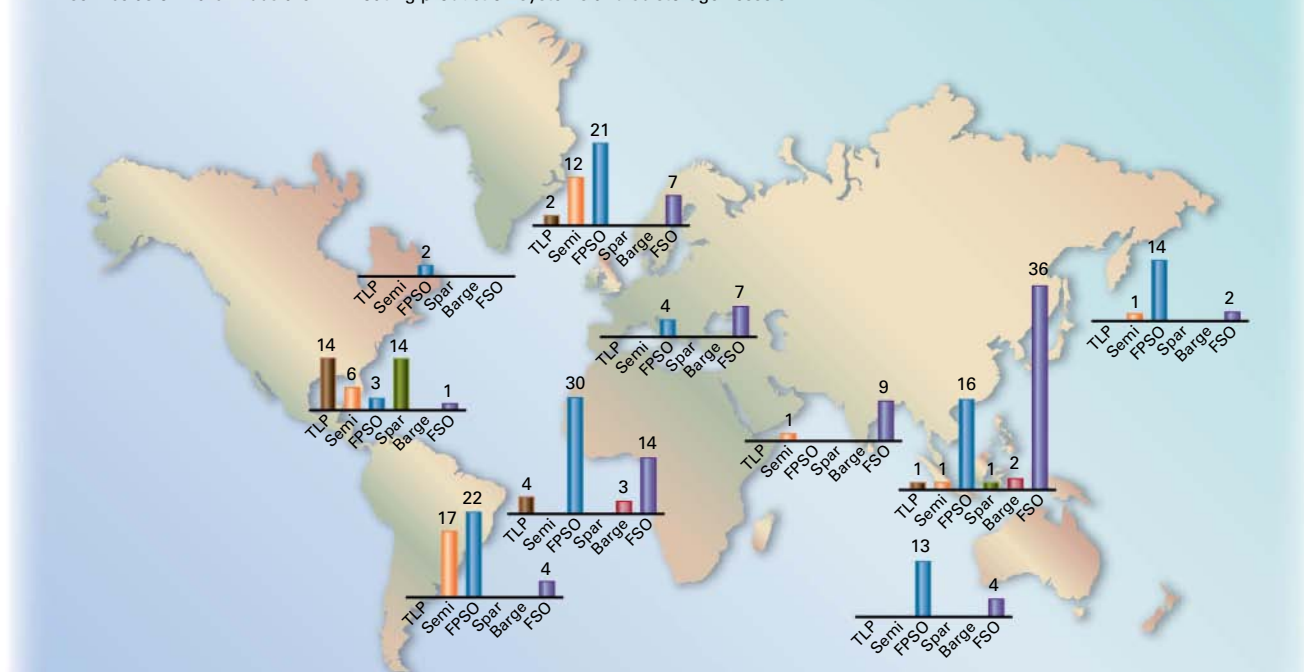 2 12 21 7
TLP Semi FPSO Spar Barge FSO
2
TLP Semi FPSO Spar Barge FSO
1 14 2
TLP Semi FPSO Spar Barge FSO
4 7
TLP Semi FPSO Spar Barge FSO
14 6 3 14 1
TLP Semi FPSO Spar Barge FSO
1 9
TLP Semi FPSO Spar Barge FSO
1 1 16 1 2 36
TLP Semi FPSO Spar Barge FSO
4 30 3 14
TLP Semi FPSO Spar Barge FSO
17 22 4
TLP Semi FPSO Spar Barge FSO
13 4
TLP Semi FPSO Spar Barge FSO